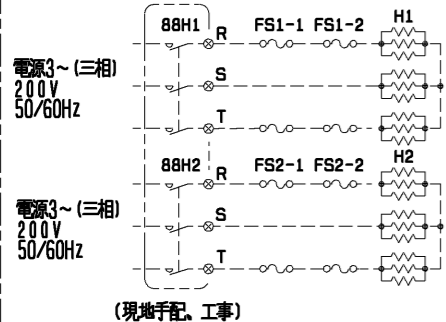 88H1 R FS1-1 FS1-2 H1
電源3～(三相)
200V
50/60Hz
S
T
88H2 R FS2-1 FS2-2 H2
電源3～(三相)
200V
50/60Hz
S
T
(現地手配、工事)